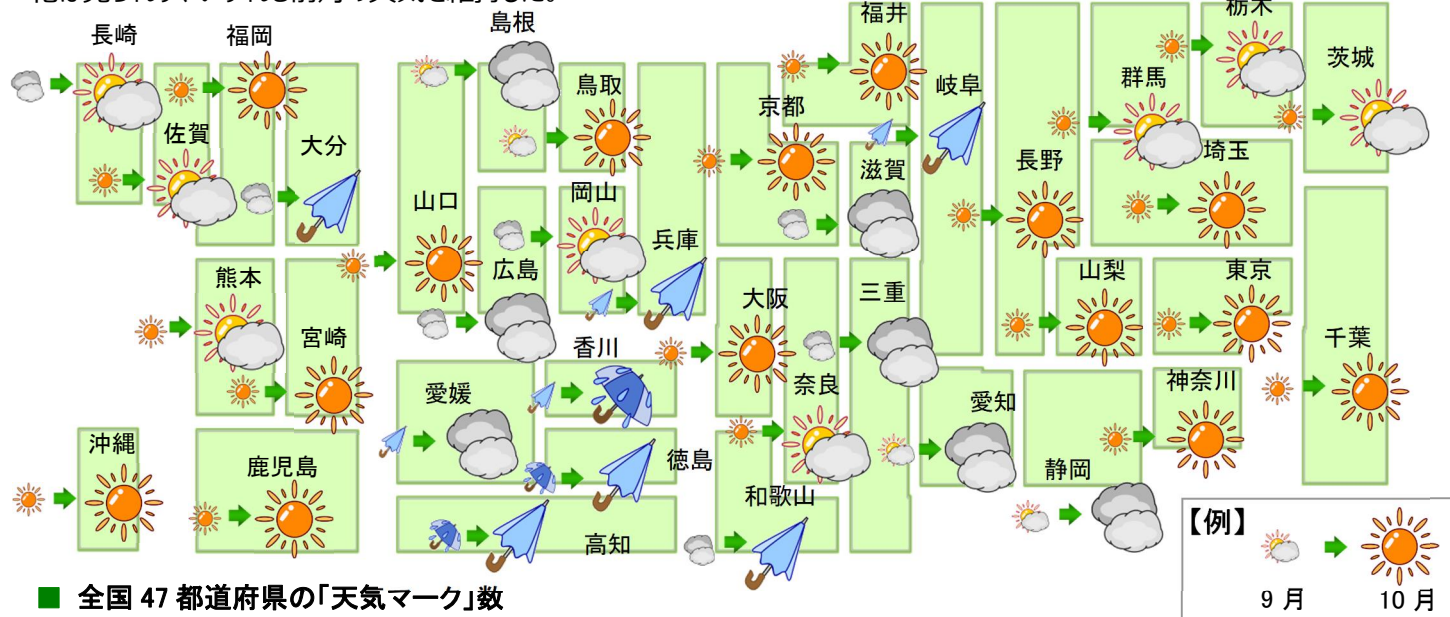 長崎
福岡
島根
福井
栃木
佐賀
大分
鳥取
京都
岐阜
群馬
茨城
山口
岡山
滋賀
長野
埼玉
熊本
広島
兵庫
大阪
三重
山梨
東京
宮崎
香川
奈良
千葉
沖縄
愛媛
愛知
神奈川
鹿児島
徳島
静岡
高知
和歌山
【例】
9月
10月
■ 全国 47 都道府県の「天気マーク」数